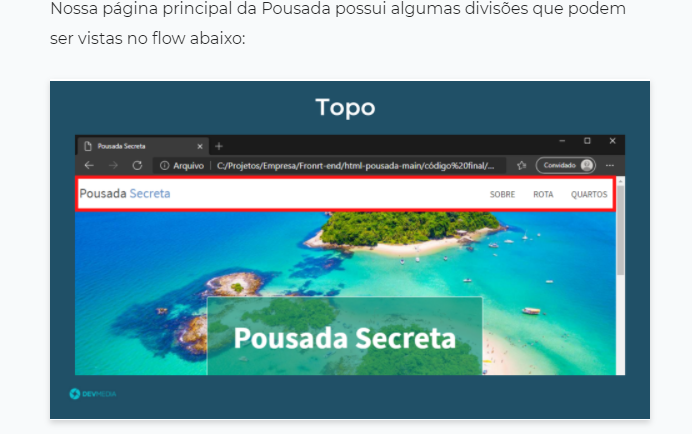 Nossa página principal da Pousada possui algumas divisões que podem
ser vistas no flow abaixo:
Topo
Pousada Secreta
Arquivo C:/Projetos/Empresa/Fronrt-end/html-pousada-main/código%20final/... Convidado
Pousada Secreta SOBRE ROTA QUARTOS
Pousada Secreta
DEVMEDIA